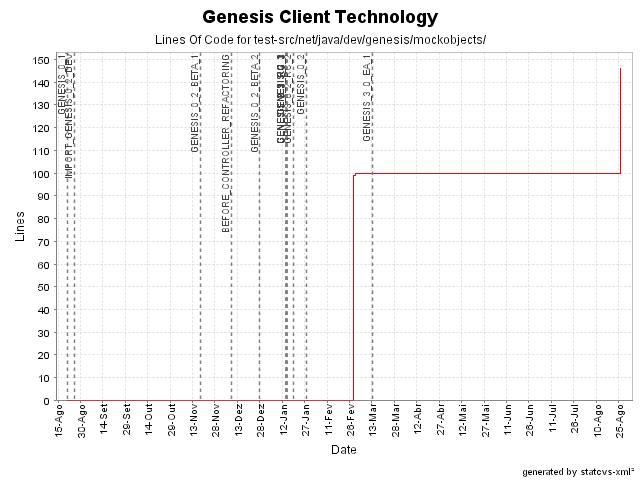 Genesis Client Technology
Lines Of Code for test-src/net/java/dev/genesis/mockobjects/
Lines
150
140
130
120
110
100
90
80
70
60
50
40
30
20
10
0
GENESIS_0_1
IMPORT_GENESIS_0_2_DEV
GENESIS_0_2_BETA_1
BEFORE_CONTROLLER_REFACTORING
GENESIS_0_2_BETA_2
GENESIS_0_2
GENESIS_3_0_EA_1
15-Ago
30-Ago
14-Set
29-Set
14-Out
29-Out
13-Nov
28-Nov
13-Dez
28-Dez
12-Jan
27-Jan
11-Fev
26-Fev
13-Mar
28-Mar
12-Abr
27-Abr
12-Mai
27-Mai
11-Jun
26-Jun
11-Jul
26-Jul
10-Ago
25-Ago
Date
generated by statcvs-xml²